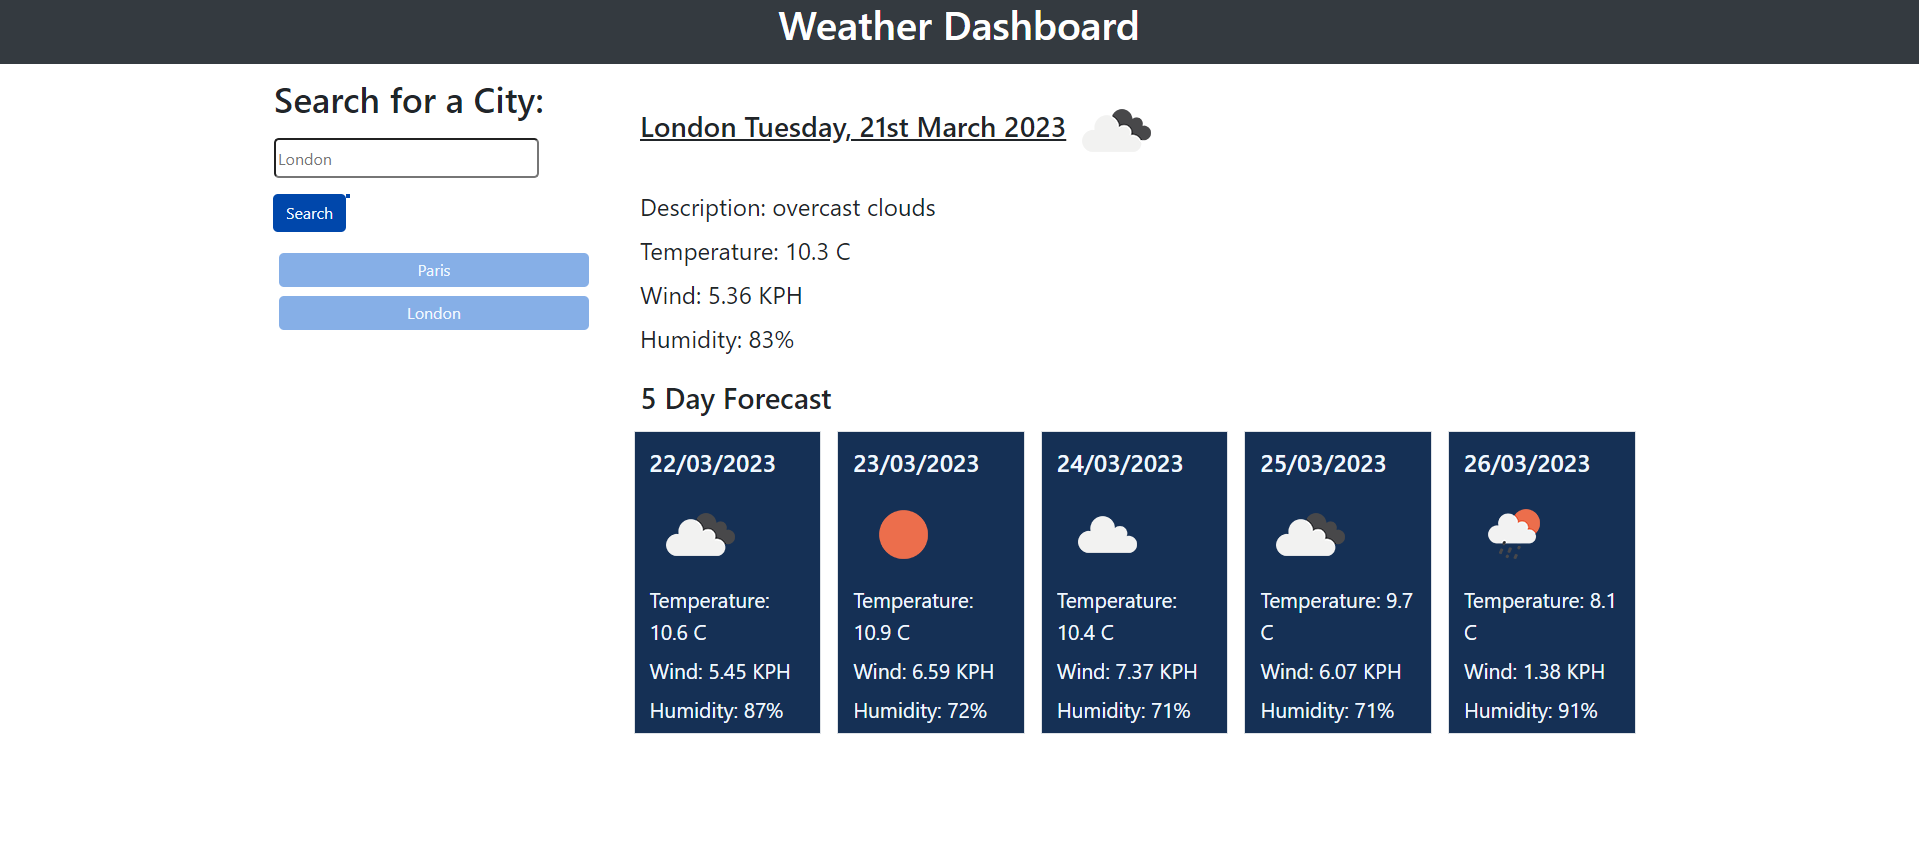 Weather Dashboard
Search for a City:
London
Search
Paris
London
London Tuesday, 21st March 2023
Description: overcast clouds
Temperature: 10.3 C
Wind: 5.36 KPH
Humidity: 83%
5 Day Forecast
22/03/2023
Temperature:
10.6 C
Wind: 5.45 KPH
Humidity: 87%
23/03/2023
Temperature:
10.9 C
Wind: 6.59 KPH
Humidity: 72%
24/03/2023
Temperature:
10.4 C
Wind: 7.37 KPH
Humidity: 71%
25/03/2023
Temperature: 9.7
C
Wind: 6.07 KPH
Humidity: 71%
26/03/2023
Temperature: 8.1
C
Wind: 1.38 KPH
Humidity: 91%